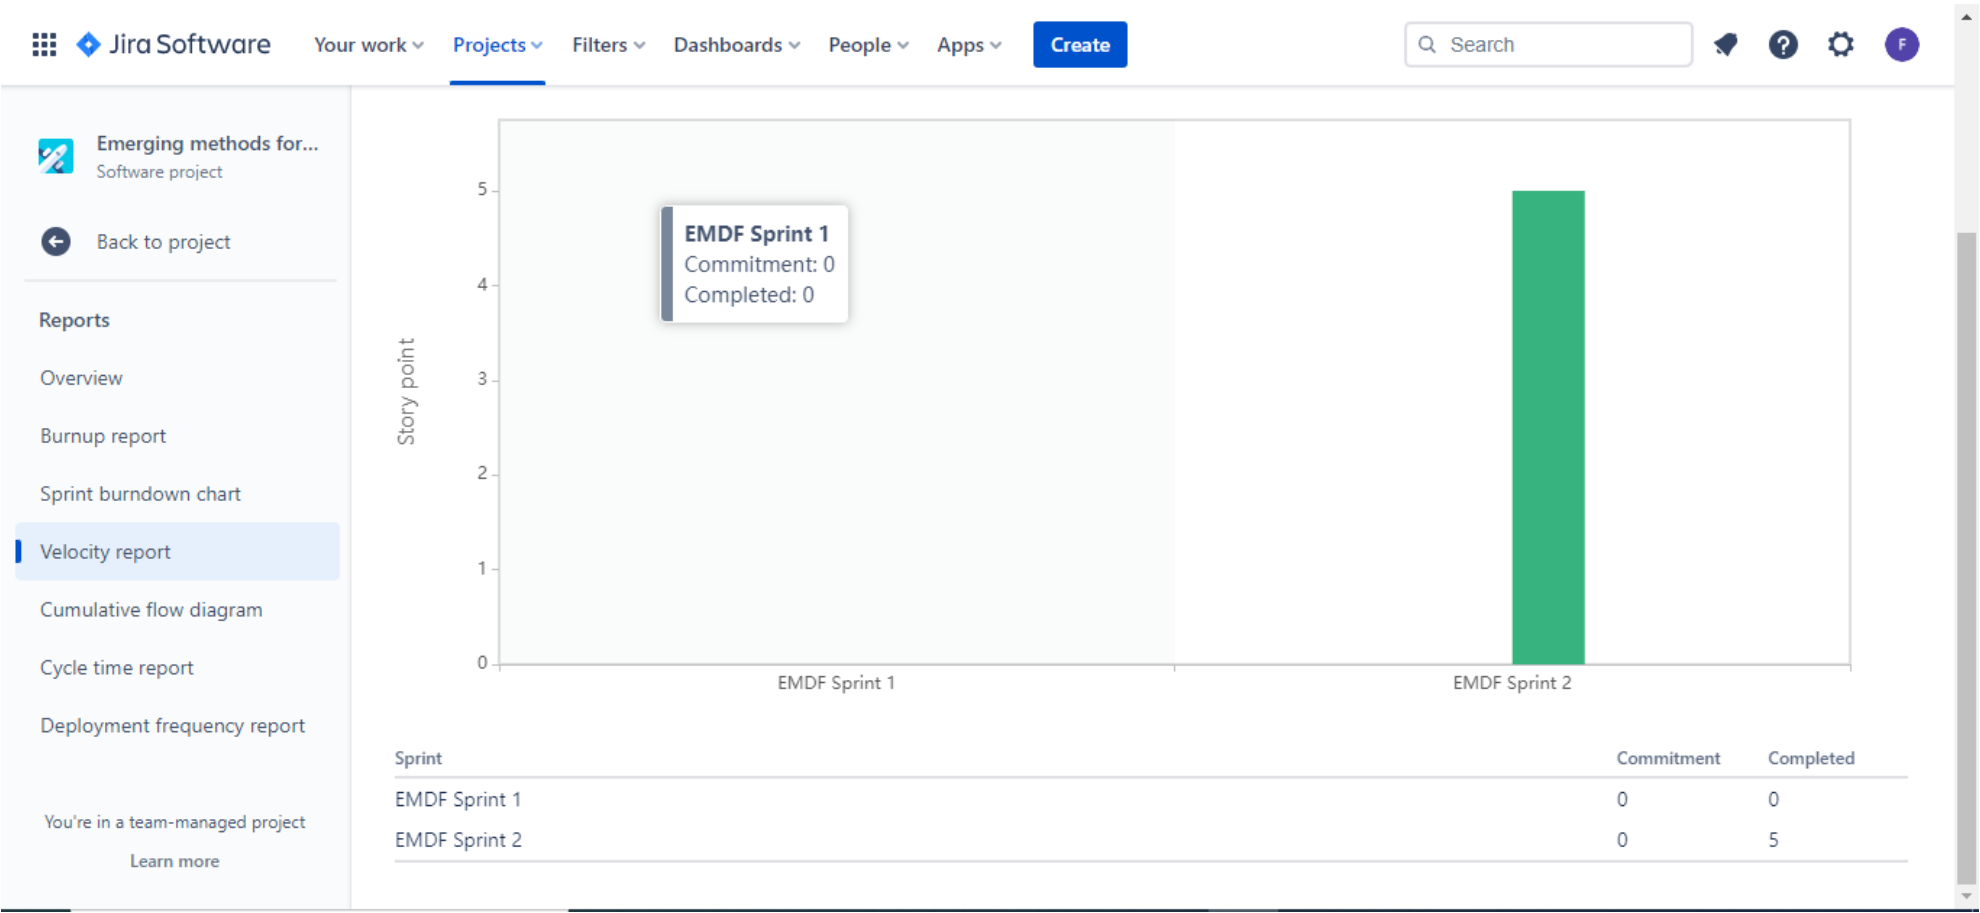 Jira Software Your work Projects Filters Dashboards People Apps Create Search F
Emerging methods for...
Software project
Back to project
Reports
Overview
Burnup report
Sprint burndown chart
Velocity report
Cumulative flow diagram
Cycle time report
Deployment frequency report
You're in a team-managed project
Learn more
Story point
5
4
3
2
1
0
EMDF Sprint 1
Commitment: 0
Completed: 0
EMDF Sprint 1 EMDF Sprint 2
Sprint Commitment Completed
EMDF Sprint 1 0 0
EMDF Sprint 2 0 5